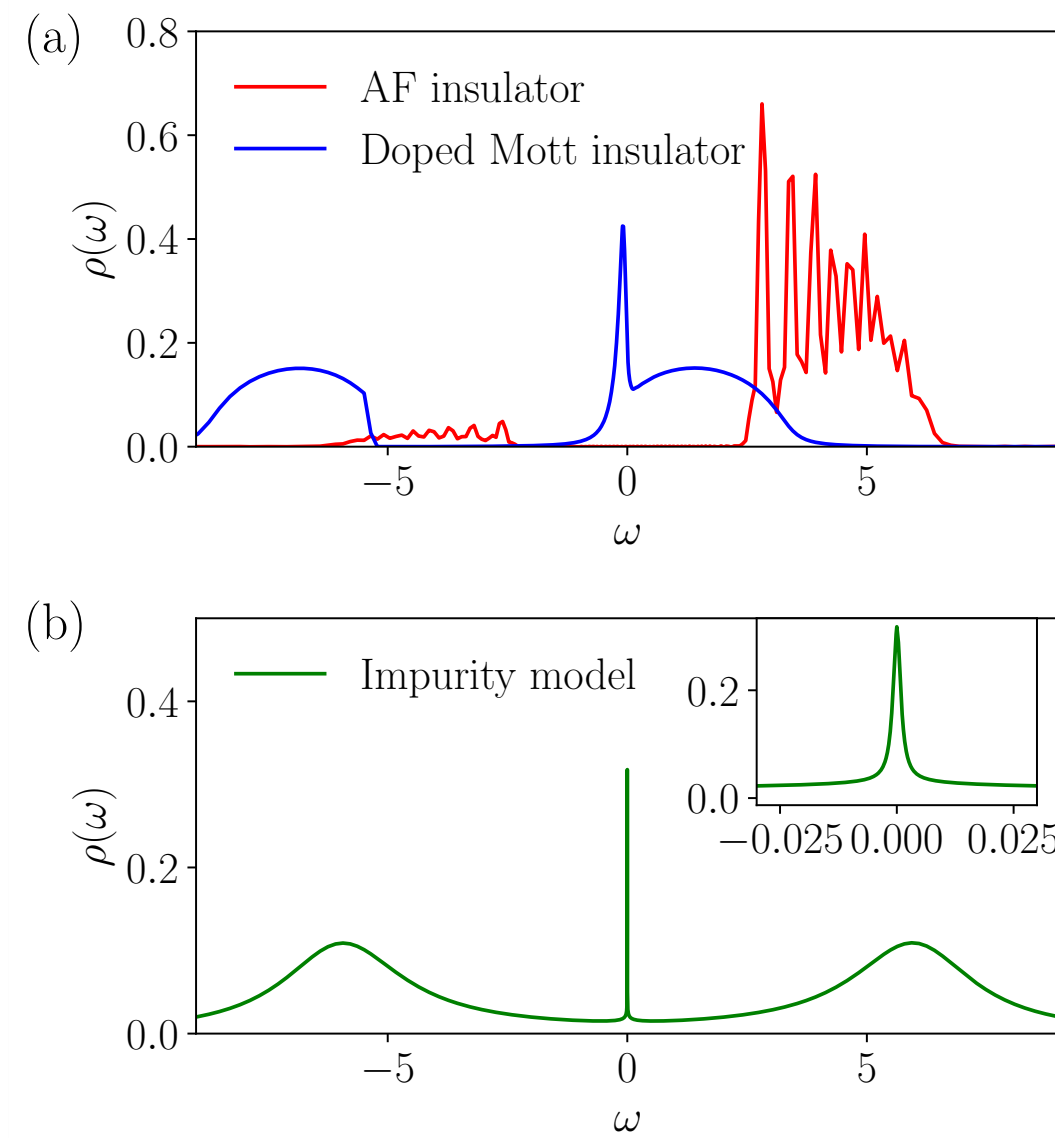 (a)
0.8
0.6
0.4
0.2
0.0
ρ(ω)
AF insulator
Doped Mott insulator
−5
0
5
ω
(b)
0.4
0.2
0.0
ρ(ω)
Impurity model
0.2
0.0
−0.025
0.000
0.025
−5
0
5
ω